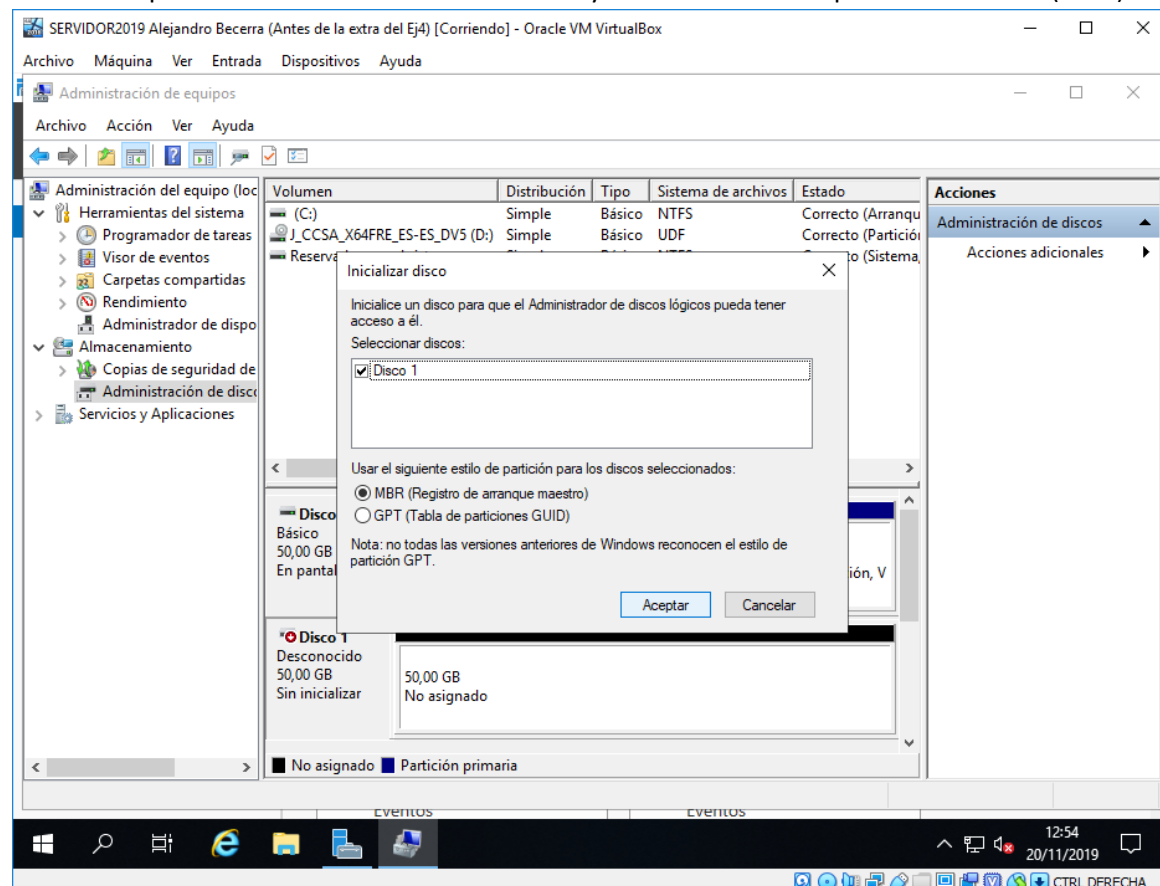 SERVIDOR2019 Alejandro Becerra (Antes de la extra del Ej4) [Corriendo] - Oracle VM VirtualBox
Archivo Máquina Ver Entrada Dispositivos Ayuda
Administración de equipos
Archivo Acción Ver Ayuda
Administración del equipo (loc
Herramientas del sistema
Programador de tareas
Visor de eventos
Carpetas compartidas
Rendimiento
Administrador de dispo
Almacenamiento
Copias de seguridad de
Administración de disco
Servicios y Aplicaciones
Volumen Distribución Tipo Sistema de archivos Estado
(C:) Simple Básico NTFS Correcto (Arranqu
J_CCSA_X64FRE_ES-ES_DV5 (D:) Simple Básico UDF Correcto (Partición
Reserva
(Sistema,
Acciones
Administración de discos
Acciones adicionales
Inicializar disco
Inicialice un disco para que el Administrador de discos lógicos pueda tener
acceso a él.
Seleccionar discos:
Disco 1
Usar el siguiente estilo de partición para los discos seleccionados:
MBR (Registro de arranque maestro)
GPT (Tabla de particiones GUID)
Nota: no todas las versiones anteriores de Windows reconocen el estilo de
partición GPT.
Aceptar Cancelar
Disco
Básico
50,00 GB
En pantal
ión, V
Disco 1
Desconocido
50,00 GB
Sin inicializar
50,00 GB
No asignado
No asignado Partición primaria
Eventos Eventos
12:54
20/11/2019
CTRL DERECHA